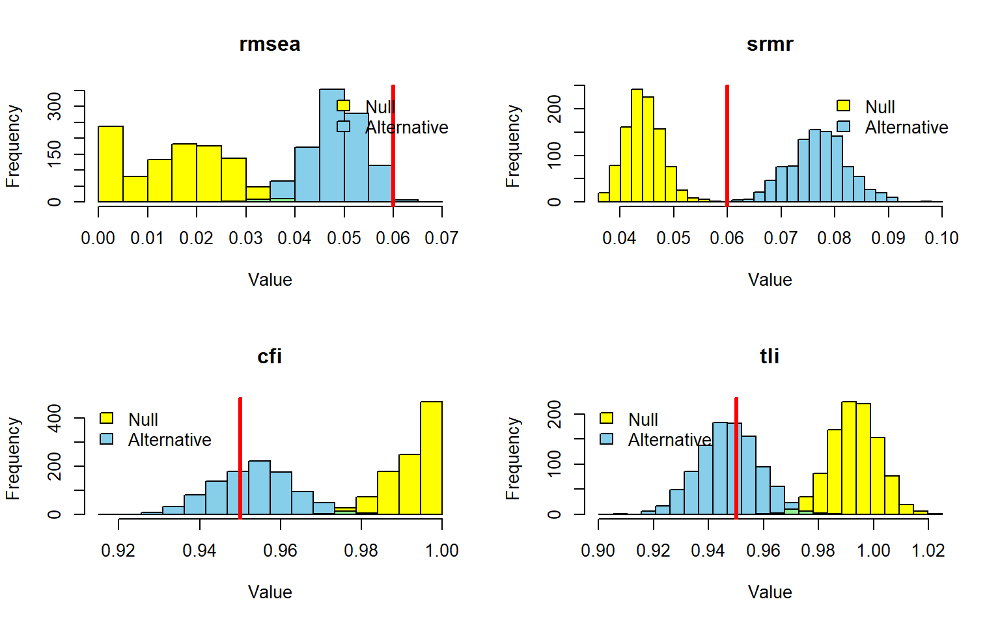 rmsea
Frequency
0
150
300
Null
Alternative
0.00 0.01 0.02 0.03 0.04 0.05 0.06 0.07
Value
srmr
Frequency
0
100
200
Null
Alternative
0.04 0.05 0.06 0.07 0.08 0.09 0.10
Value
cfi
Frequency
0
200
400
Null
Alternative
0.92 0.94 0.96 0.98 1.00
Value
tli
Frequency
0
100
200
Null
Alternative
0.90 0.92 0.94 0.96 0.98 1.00 1.02
Value